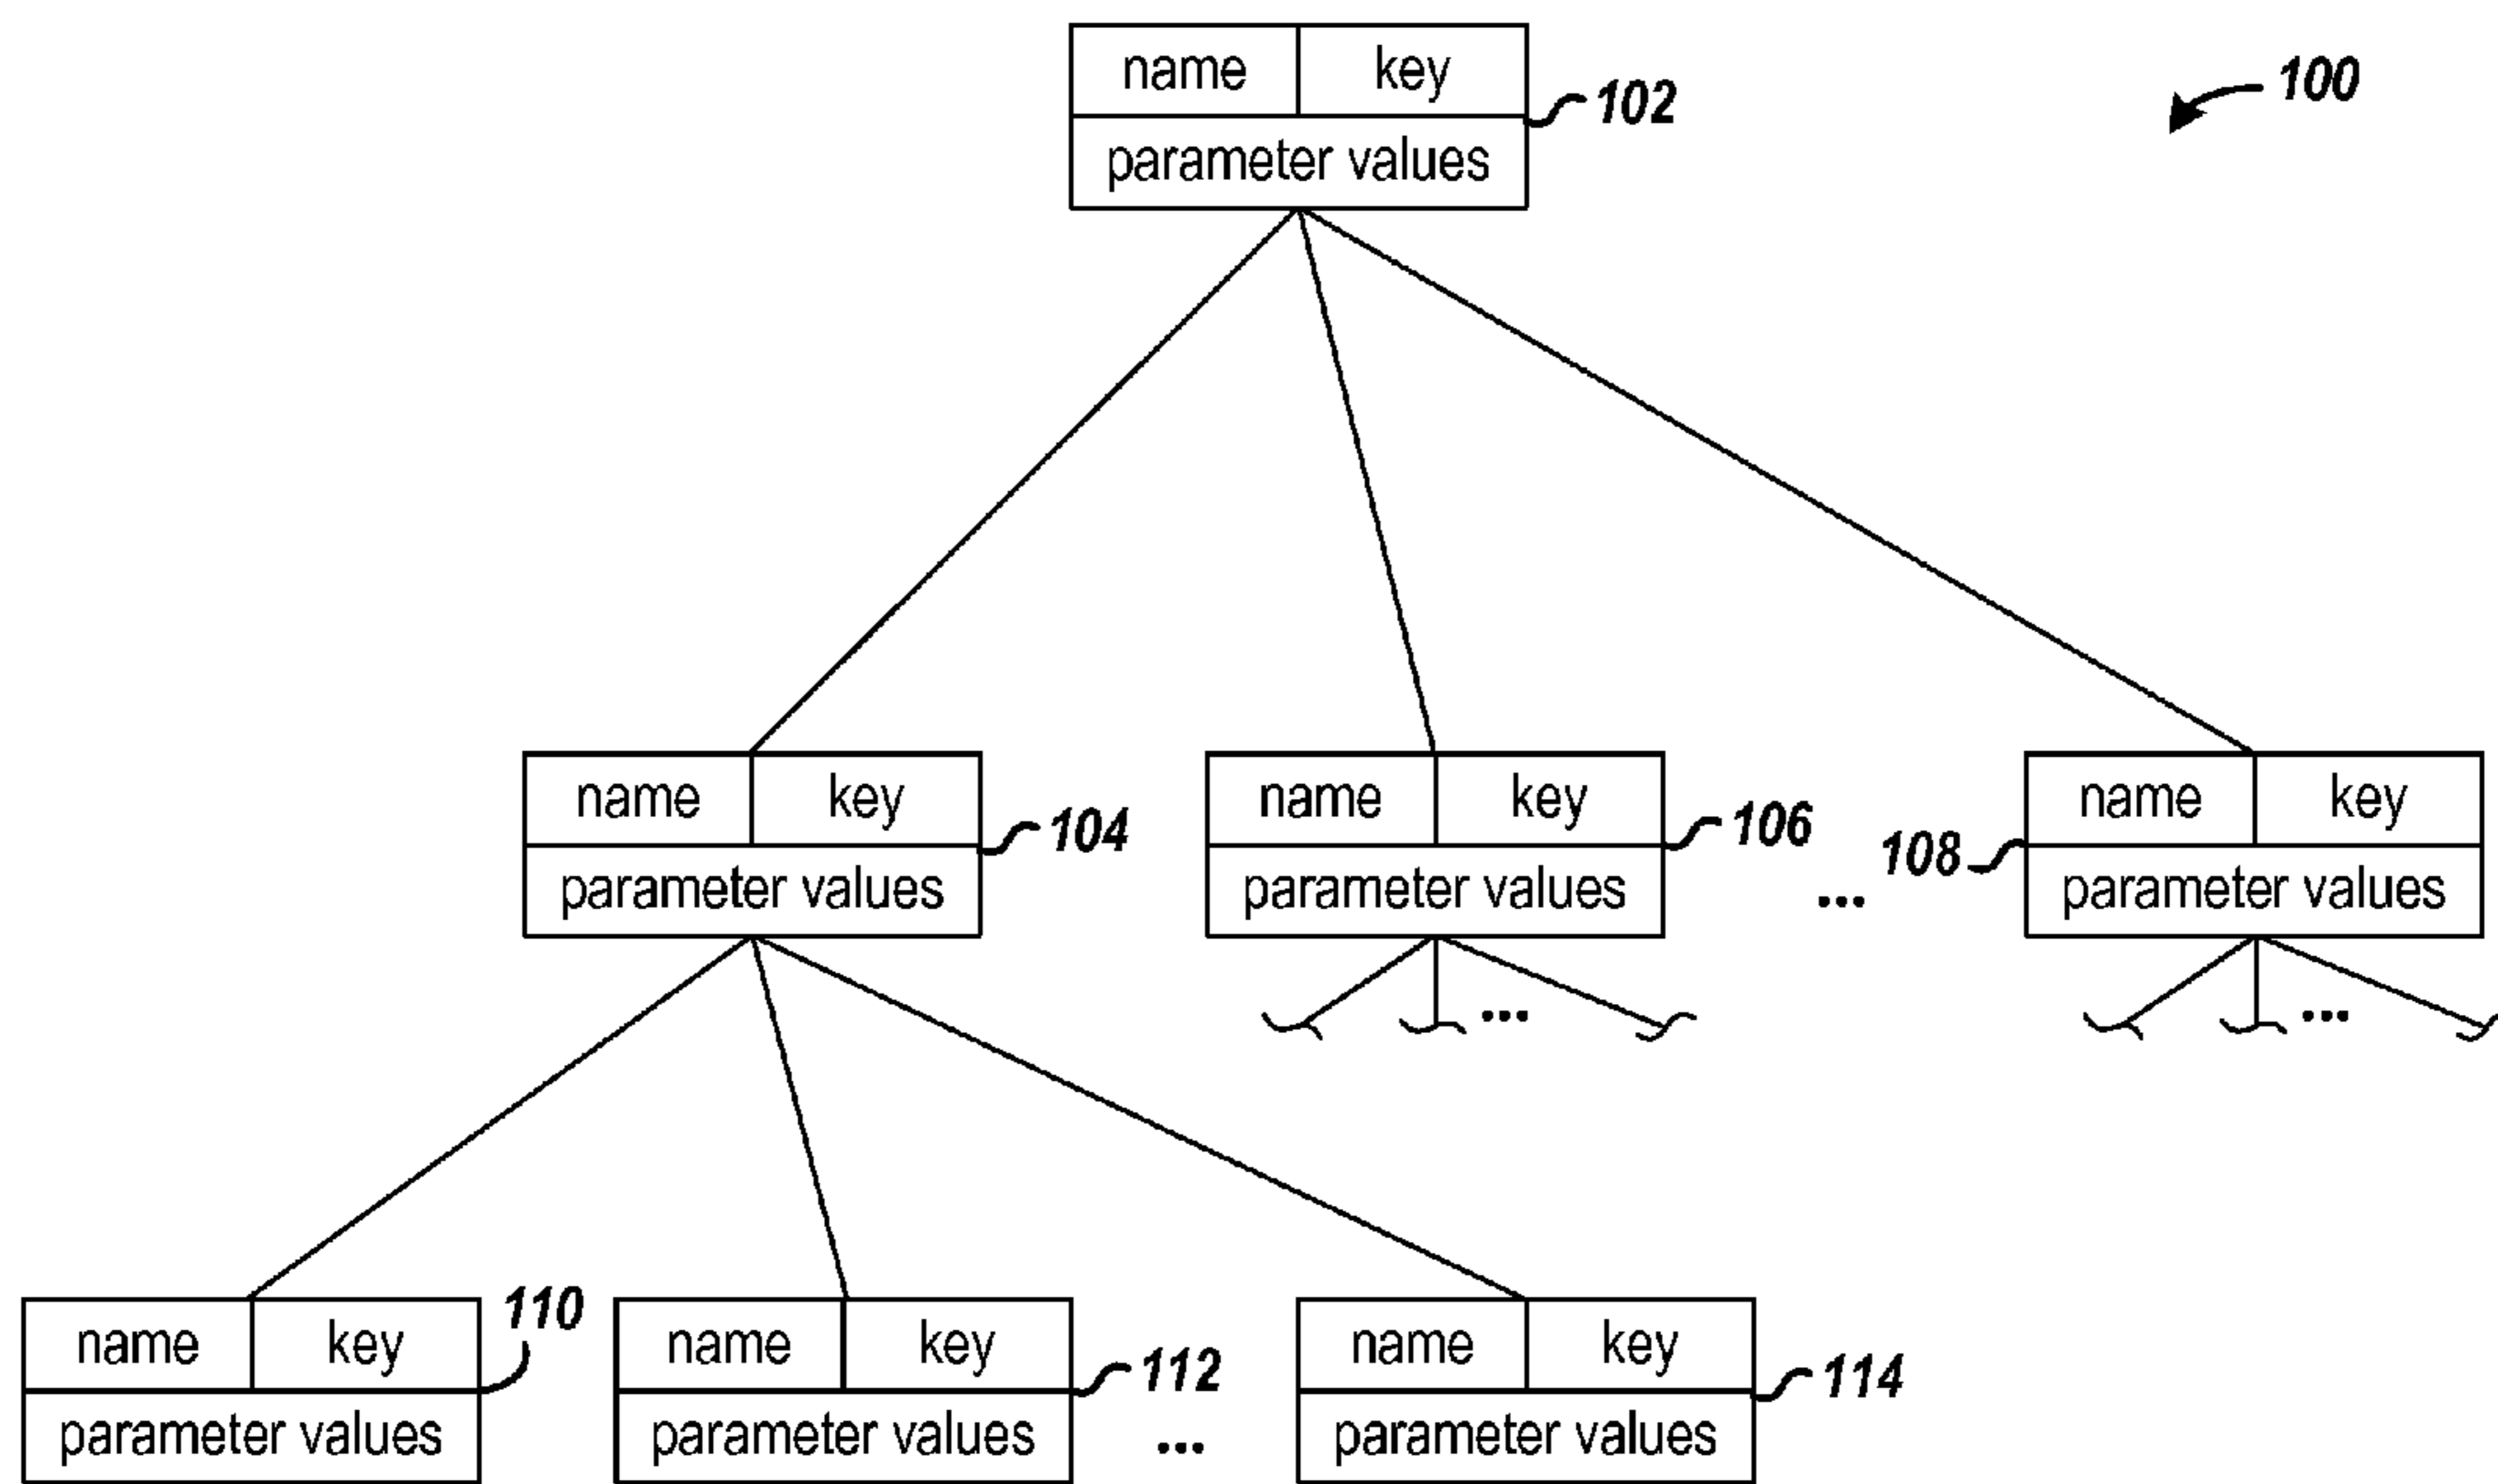 name key
100
102
parameter values
name key
name key
name key
104
106
108
parameter values
parameter values
...
parameter values
...
...
110
name key
name key
name key
112
114
parameter values
parameter values
...
parameter values